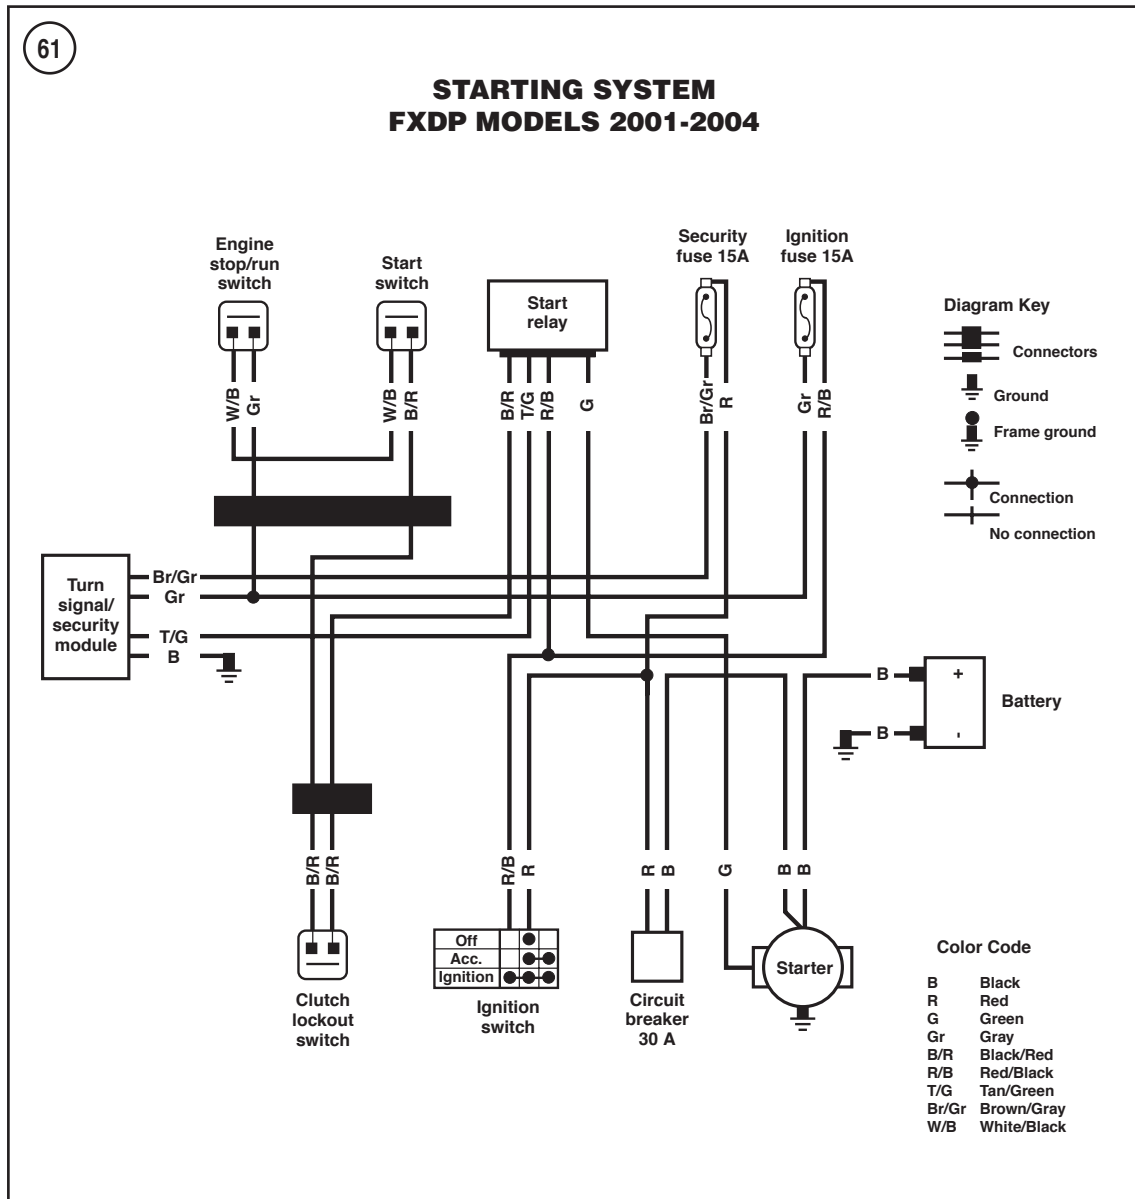 61
STARTING SYSTEM
FXDP MODELS 2001-2004
Engine
stop/run
switch
Start
switch
Start
relay
Security
fuse 15A
Ignition
fuse 15A
Diagram Key
Connectors
Ground
Frame ground
Connection
No connection
W/B
Gr
W/B
B/R
B/R
T/G
R/B
G
Br/Gr
R
Gr
R/B
Turn
signal/
security
module
Br/Gr
Gr
T/G
B
B
+
B
-
Battery
B/R
B/R
R/B
R
R
B
G
B
B
Clutch
lockout
switch
Off
Acc.
Ignition
Ignition
switch
Circuit
breaker
30 A
Starter
Color Code
B Black
R Red
G Green
Gr Gray
B/R Black/Red
R/B Red/Black
T/G Tan/Green
Br/Gr Brown/Gray
W/B White/Black